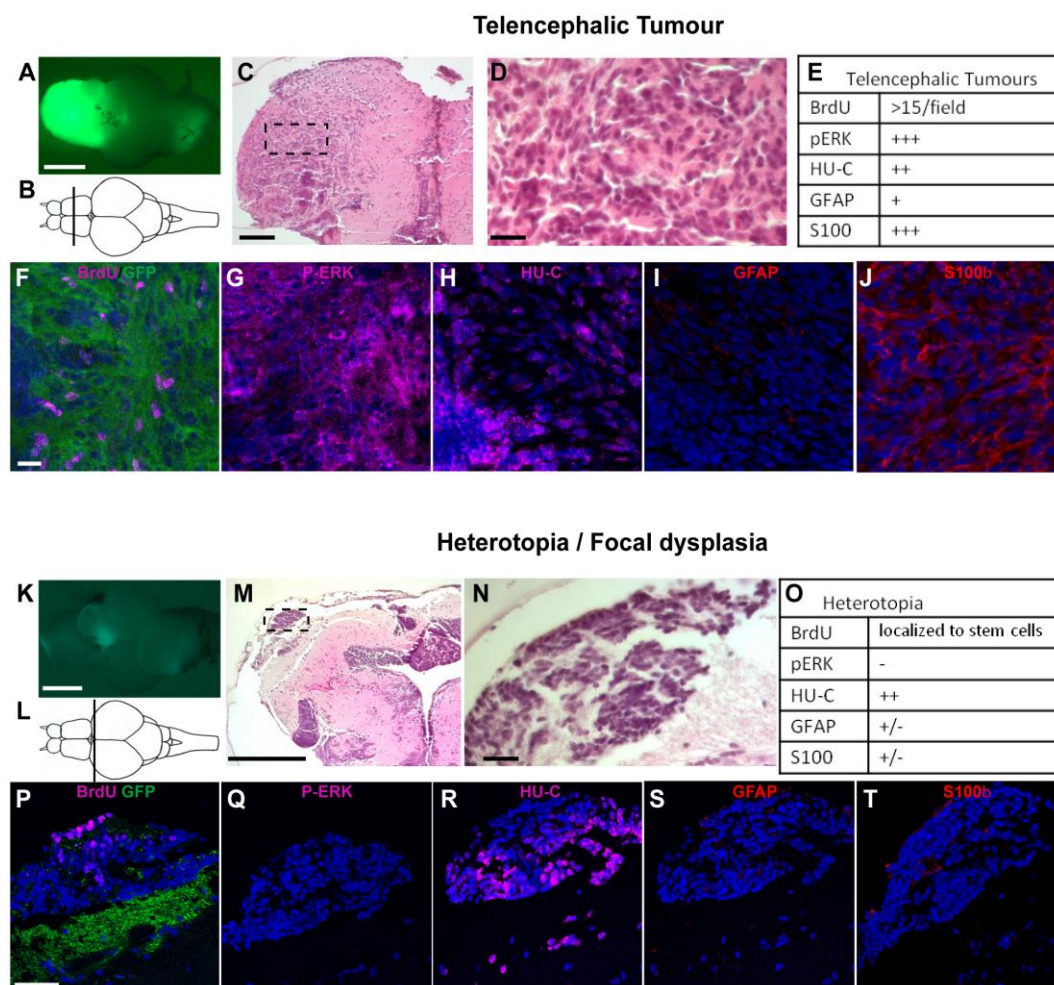 Telencephalic Tumour
A
B
C
D
E
Telencephalic Tumours
BrdU >15/field
pERK +++
HU-C ++
GFAP +
S100 +++
F BrdU GFP
G P-ERK
H HU-C
I GFAP
J S100b
Heterotopia / Focal dysplasia
K
L
M
N
O
Heterotopia
BrdU localized to stem cells
pERK -
HU-C ++
GFAP +/-
S100 +/-
P BrdU GFP
Q P-ERK
R HU-C
S GFAP
T S100b